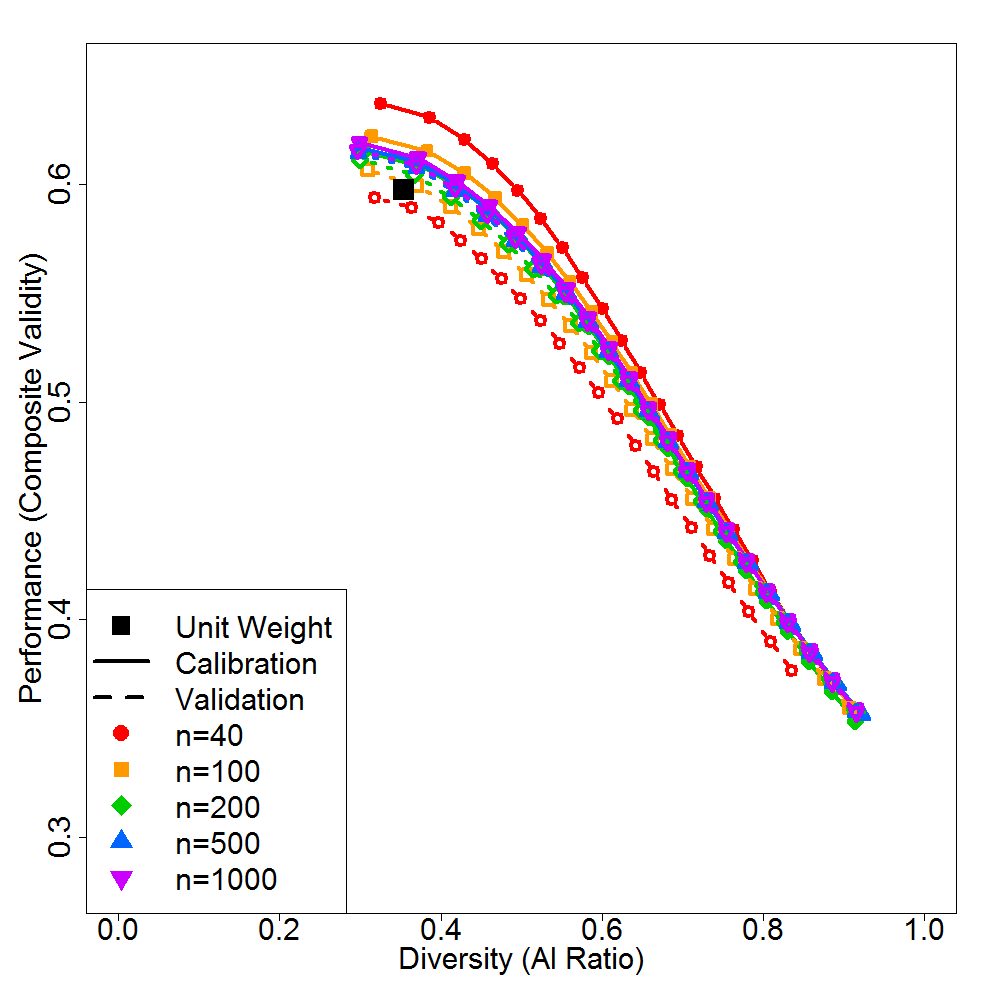 Performance (Composite Validity)
0.6
0.5
0.4
0.3
Unit Weight
Calibration
Validation
n=40
n=100
n=200
n=500
n=1000
0.0 0.2 0.4 0.6 0.8 1.0
Diversity (AI Ratio)